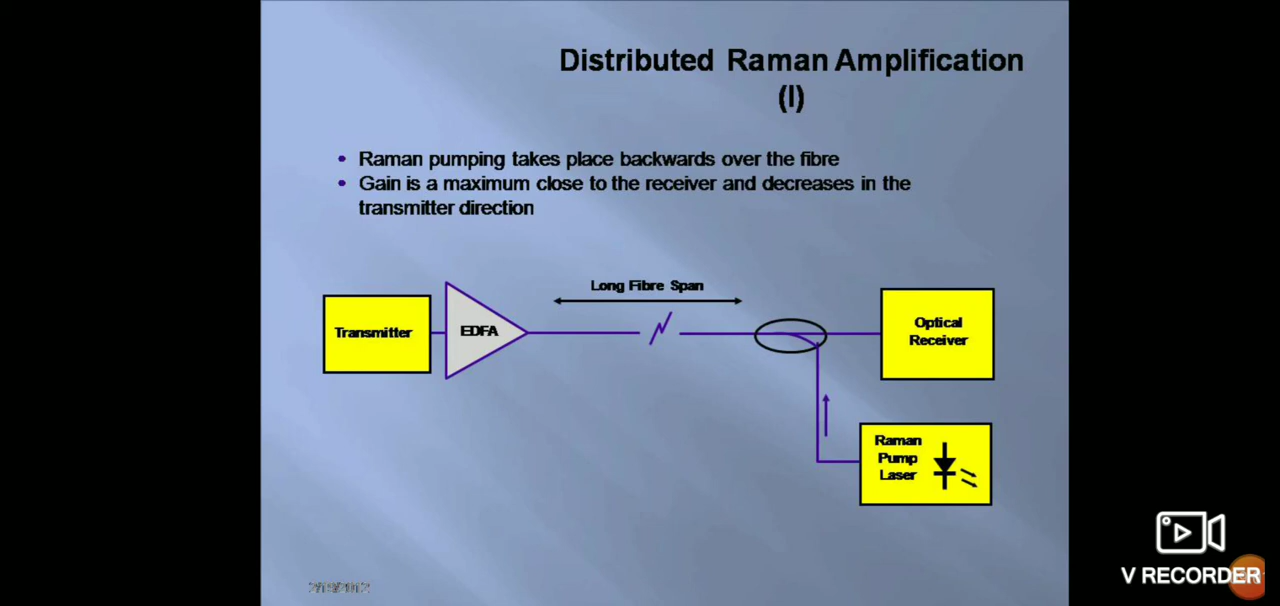 Distributed Raman Amplification
(I)
• Raman pumping takes place backwards over the fibre
• Gain is a maximum close to the receiver and decreases in the
transmitter direction
Long Fibre Span
Transmitter
EDFA
Optical
Receiver
Raman
Pump
Laser
V RECORDER